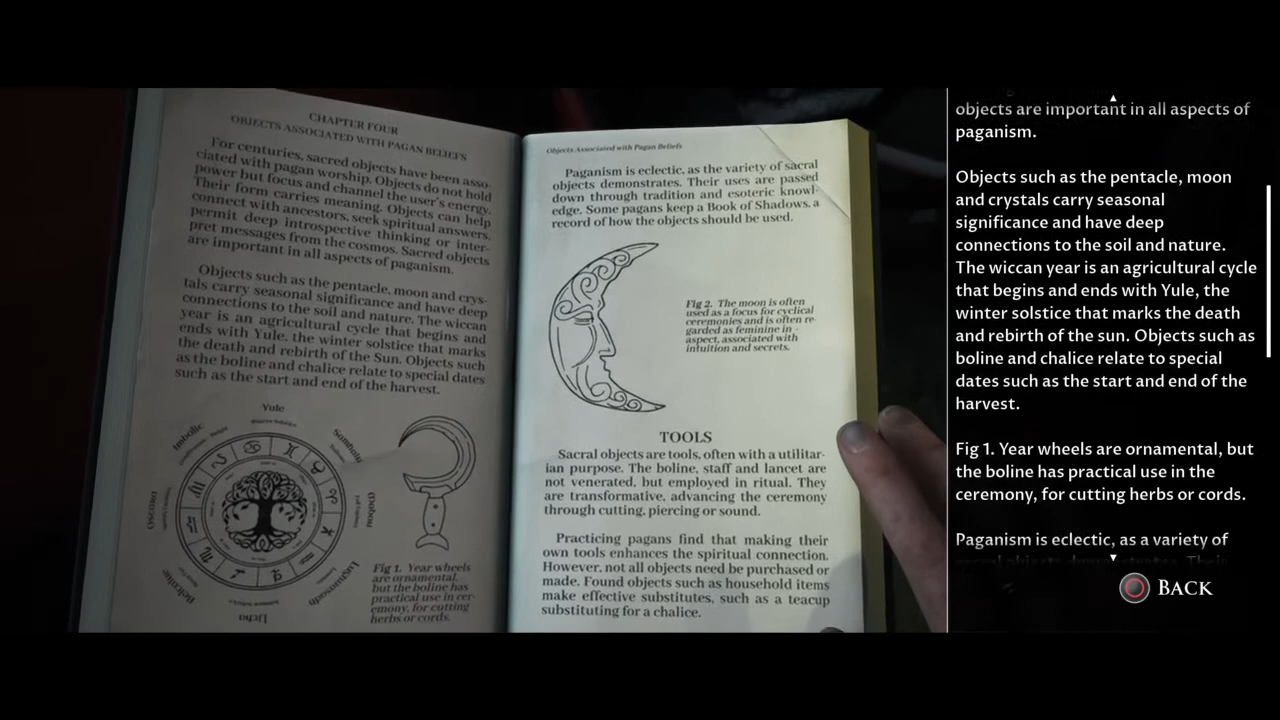 CHAPTER FOUR
OBJECTS ASSOCIATED WITH PAGAN BELIEFS
For centuries, sacred objects have been asso-
ciated with pagan worship. Objects do not hold
power but focus and channel the user's energy.
Their form carries meaning. Objects can help
connect with ancestors, seek spiritual answers,
permit deep introspective thinking or inter-
pret messages from the cosmos. Sacred objects
are important in all aspects of paganism.
Objects such as the pentacle, moon and crys-
tals carry seasonal significance and have deep
connections to the soil and nature. The wiccan
year is an agricultural cycle that begins and
ends with Yule, the winter solstice that marks
the death and rebirth of the Sun. Objects such
as the boline and chalice relate to special dates
such as the start and end of the harvest.
Yule
Imbolic
Ostara
Beltaine
Litha
Lughnasadh
Mabon
Fig 1. Year wheels
are ornamental,
but the boline has
practical use in cer-
emony, for cutting
herbs or cords.
Objects Associated with Pagan Beliefs
Paganism is eclectic, as the variety of sacral
objects demonstrates. Their uses are passed
down through tradition and esoteric knowl-
edge. Some pagans keep a Book of Shadows, a
record of how the objects should be used.
Fig 2. The moon is often
used as a focus for cyclical
ceremonies and is often re-
garded as feminine in
aspect, associated with
intuition and secrets.
TOOLS
Sacral objects are tools, often with a utilitar-
ian purpose. The boline, staff and lancet are
not venerated, but employed in ritual. They
are transformative, advancing the ceremony
through cutting, piercing or sound.
Practicing pagans find that making their
own tools enhances the spiritual connection.
However, not all objects need be purchased or
made. Found objects such as household items
make effective substitutes, such as a teacup
substituting for a chalice.
objects are important in all aspects of
paganism.
Objects such as the pentacle, moon
and crystals carry seasonal
significance and have deep
connections to the soil and nature.
The wiccan year is an agricultural cycle
that begins and ends with Yule, the
winter solstice that marks the death
and rebirth of the sun. Objects such as
boline and chalice relate to special
dates such as the start and end of the
harvest.
Fig 1. Year wheels are ornamental, but
the boline has practical use in the
ceremony, for cutting herbs or cords.
Paganism is eclectic, as a variety of
sacral objects demonstrates. Their
BACK